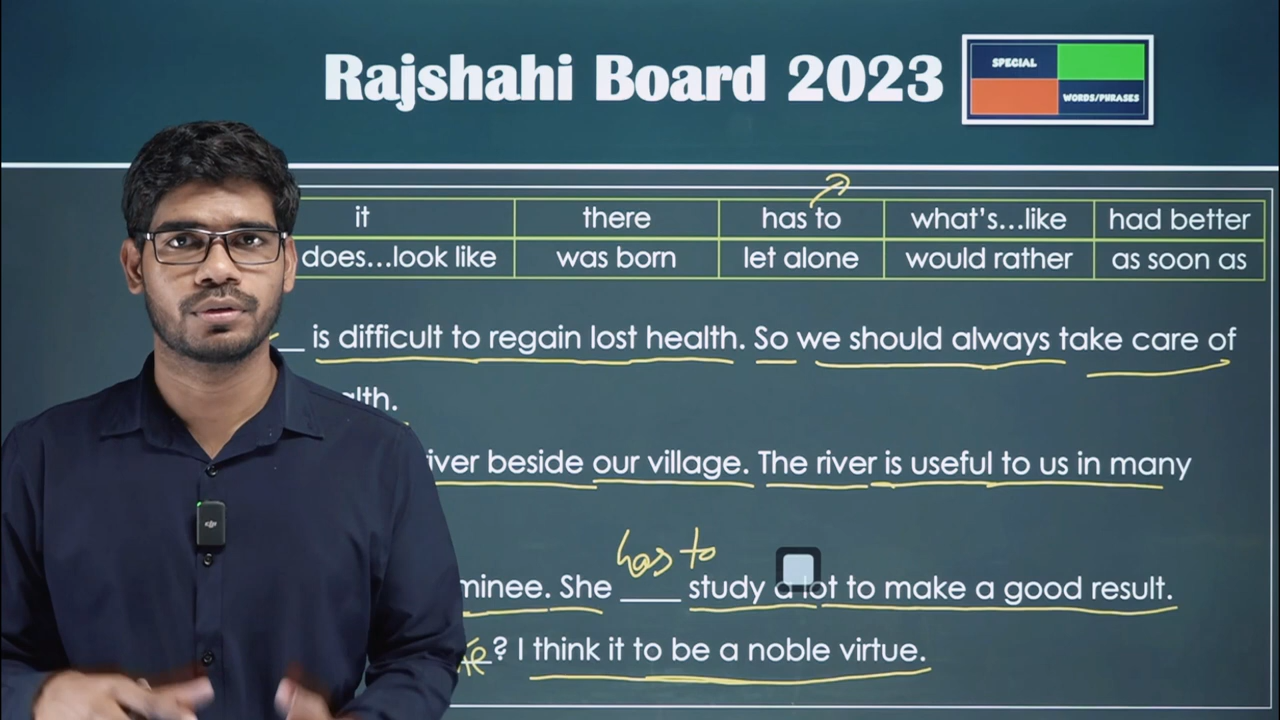 Rajshahi Board 2023
SPECIAL
WORDS/PHRASES
it there has to what's...like had better
does...look like was born let alone would rather as soon as
__ is difficult to regain lost health. So we should always take care of
alth.
iver beside our village. The river is useful to us in many
has to
minee. She ____ study a lot to make a good result.
__? I think it to be a noble virtue.